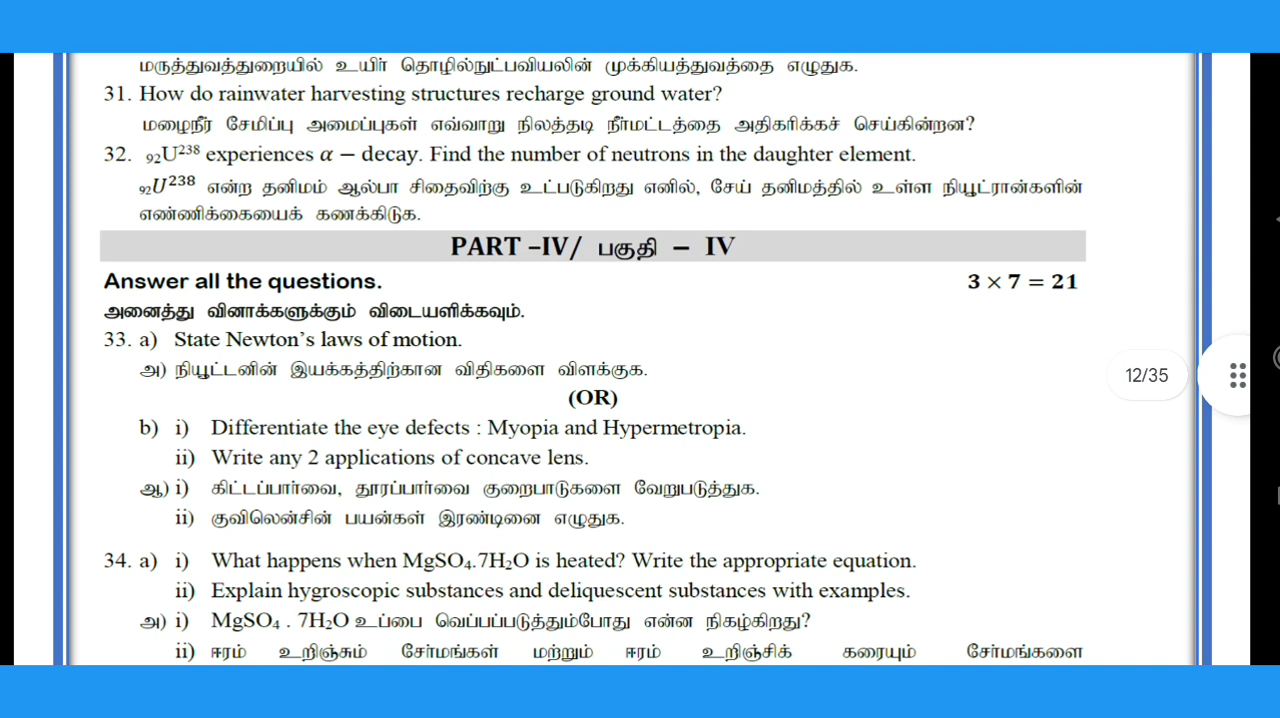 மருத்துவத்துறையில் உயிர் தொழில்நுட்பவியலின் முக்கியத்துவத்தை எழுதுக.
31. How do rainwater harvesting structures recharge ground water?
மழைநீர் சேமிப்பு அமைப்புகள் எவ்வாறு நிலத்தடி நீர்மட்டத்தை அதிகரிக்கச் செய்கின்றன?
32. ₉₂U²³⁸ experiences α – decay. Find the number of neutrons in the daughter element.
₉₂U²³⁸ என்ற தனிமம் ஆல்பா சிதைவிற்கு உட்படுகிறது எனில், சேய் தனிமத்தில் உள்ள நியூட்ரான்களின்
எண்ணிக்கையைக் கணக்கிடுக.
PART –IV/ பகுதி – IV
Answer all the questions. 3 × 7 = 21
அனைத்து வினாக்களுக்கும் விடையளிக்கவும்.
33. a) State Newton's laws of motion.
அ) நியூட்டனின் இயக்கத்திற்கான விதிகளை விளக்குக.
(OR)
b) i) Differentiate the eye defects : Myopia and Hypermetropia.
ii) Write any 2 applications of concave lens.
12/35
ஆ) i) கிட்டப்பார்வை, தூரப்பார்வை குறைபாடுகளை வேறுபடுத்துக.
ii) குவிலென்சின் பயன்கள் இரண்டினை எழுதுக.
34. a) i) What happens when MgSO₄.7H₂O is heated? Write the appropriate equation.
ii) Explain hygroscopic substances and deliquescent substances with examples.
அ) i) MgSO₄ . 7H₂O உப்பை வெப்பப்படுத்தும்போது என்ன நிகழ்கிறது?
ii) ஈரம் உறிஞ்சும் சேர்மங்கள் மற்றும் ஈரம் உறிஞ்சிக் கரையும் சேர்மங்களை